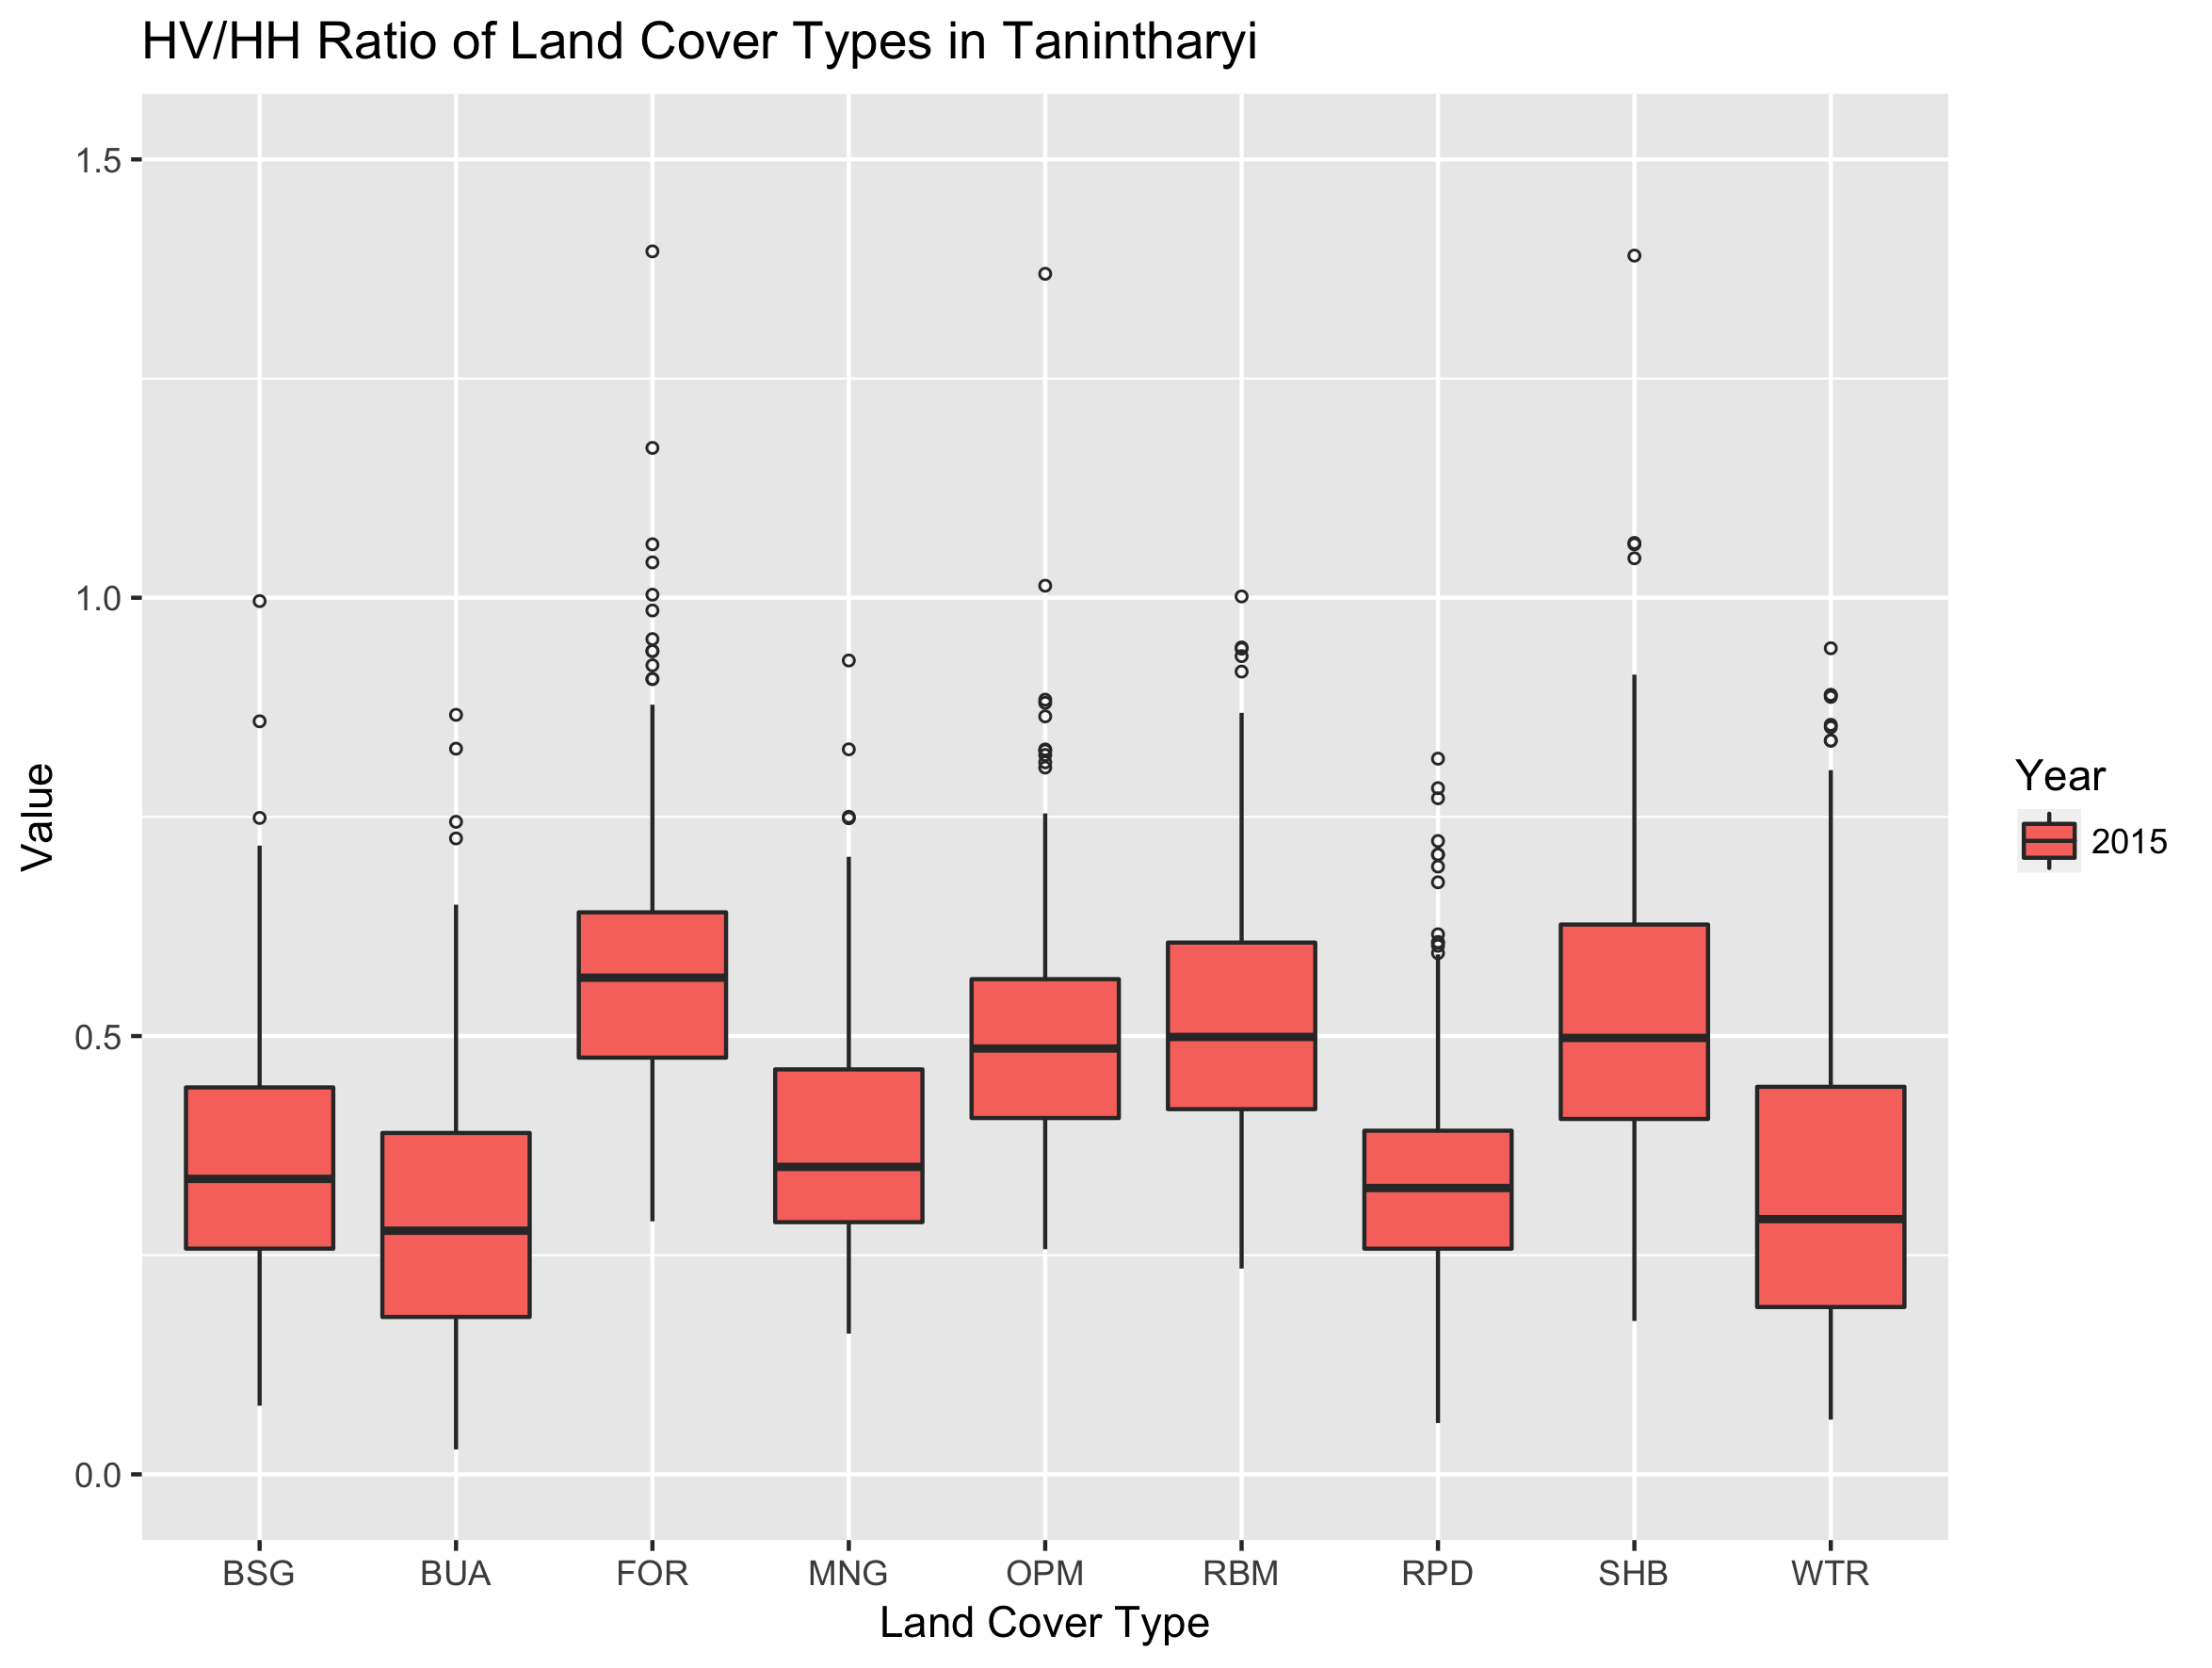 HV/HH Ratio of Land Cover Types in Tanintharyi
1.5
1.0
0.5
0.0
Value
BSG BUA FOR MNG OPM RBM RPD SHB WTR
Land Cover Type
Year
2015